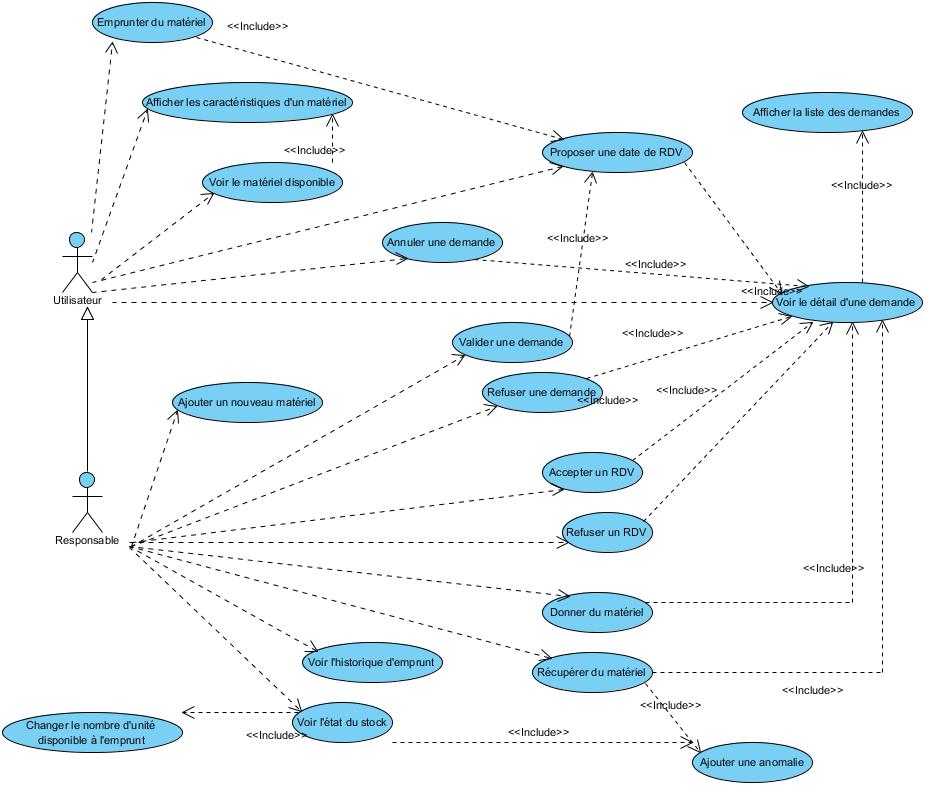 Emprunter du matériel
<<Include>>
Afficher les caractéristiques d'un matériel
Afficher la liste des demandes
<<Include>>
Proposer une date de RDV
Voir le matériel disponible
<<Include>>
Annuler une demande
<<Include>>
<<Include>>
Utilisateur
<<Include>>
Voir le détail d'une demande
Valider une demande
<<Include>>
Refuser une demande
<<Include>>
<<Include>>
Ajouter un nouveau matériel
Accepter un RDV
Refuser un RDV
Responsable
<<Include>>
Donner du matériel
Voir l'historique d'emprunt
Récupérer du matériel
<<Include>>
<<Include>>
Changer le nombre d'unité
disponible à l'emprunt
Voir l'état du stock
<<Include>>
<<Include>>
Ajouter une anomalie